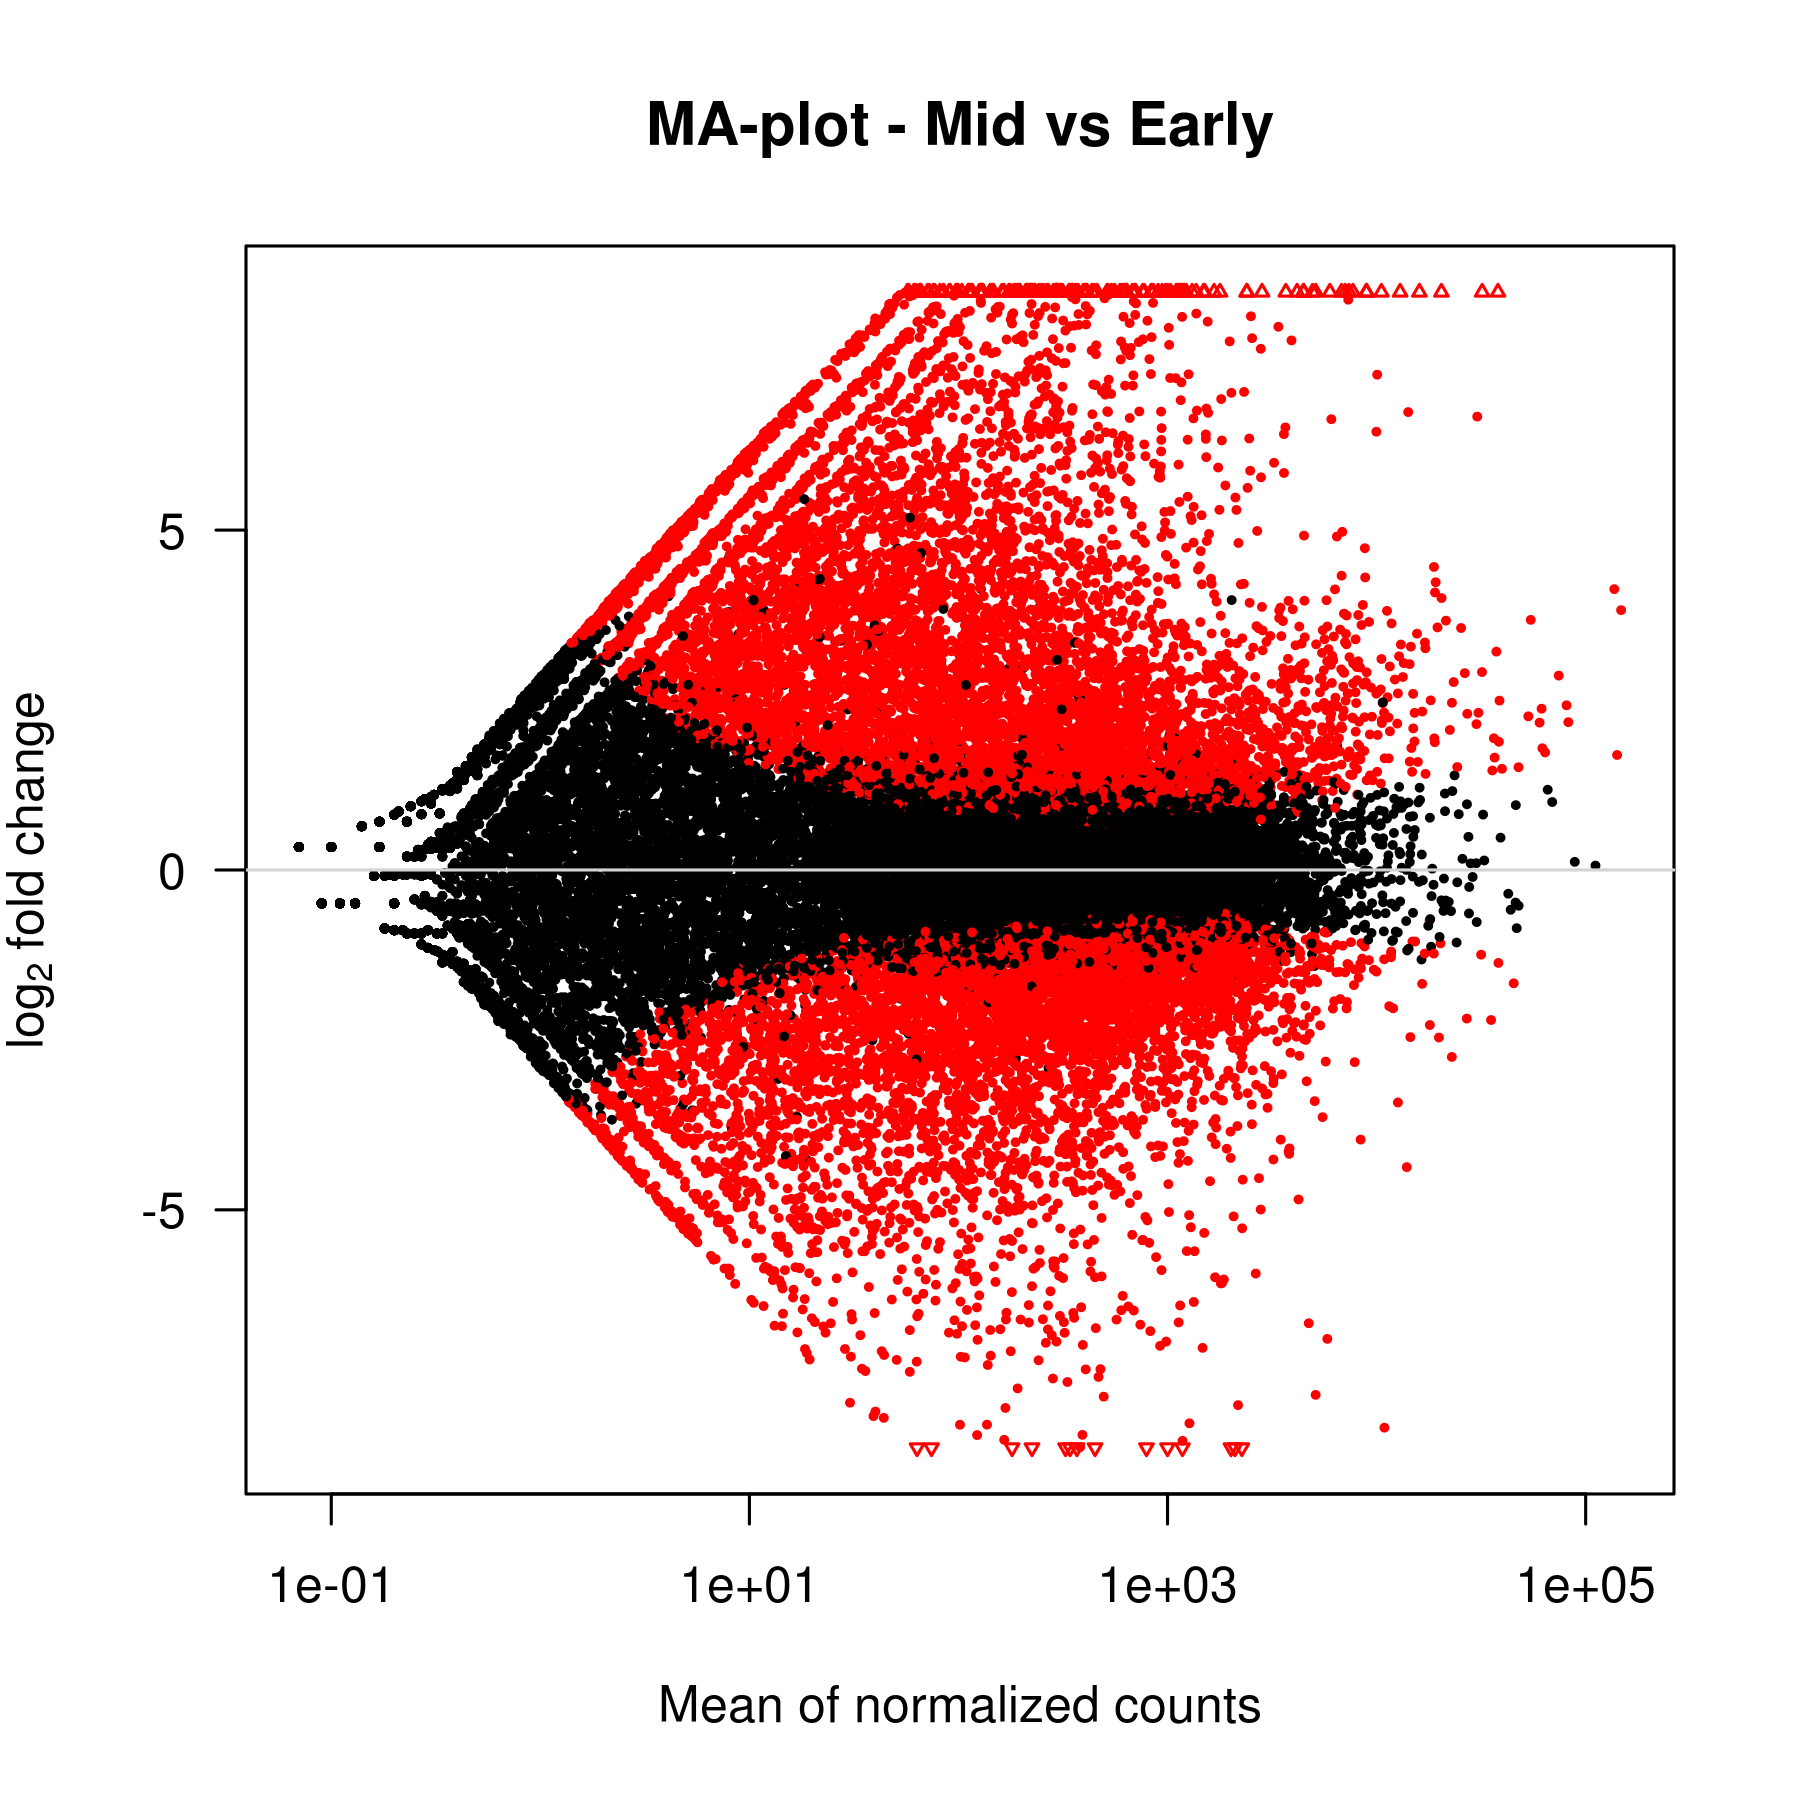 MA-plot - Mid vs Early
log₂ fold change
5
0
-5
1e-01
1e+01
1e+03
1e+05
Mean of normalized counts